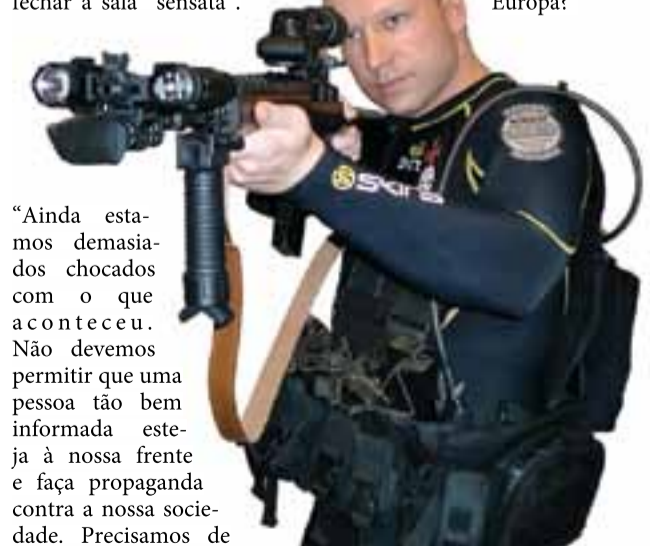 fechar a sala "sensata".
Europa?
SKINS
"Ainda esta-
mos demasia-
dos chocados
com o que
aconteceu.
Não devemos
permitir que uma
pessoa tão bem
informada este-
ja à nossa frente
e faça propaganda
contra a nossa socie-
dade. Precisamos de